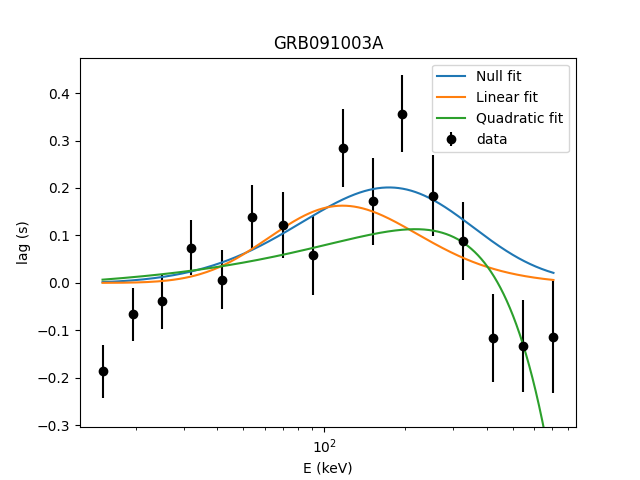 GRB091003A
Null fit
Linear fit
Quadratic fit
data
lag (s)
0.4
0.3
0.2
0.1
0.0
−0.1
−0.2
−0.3
10²
E (keV)